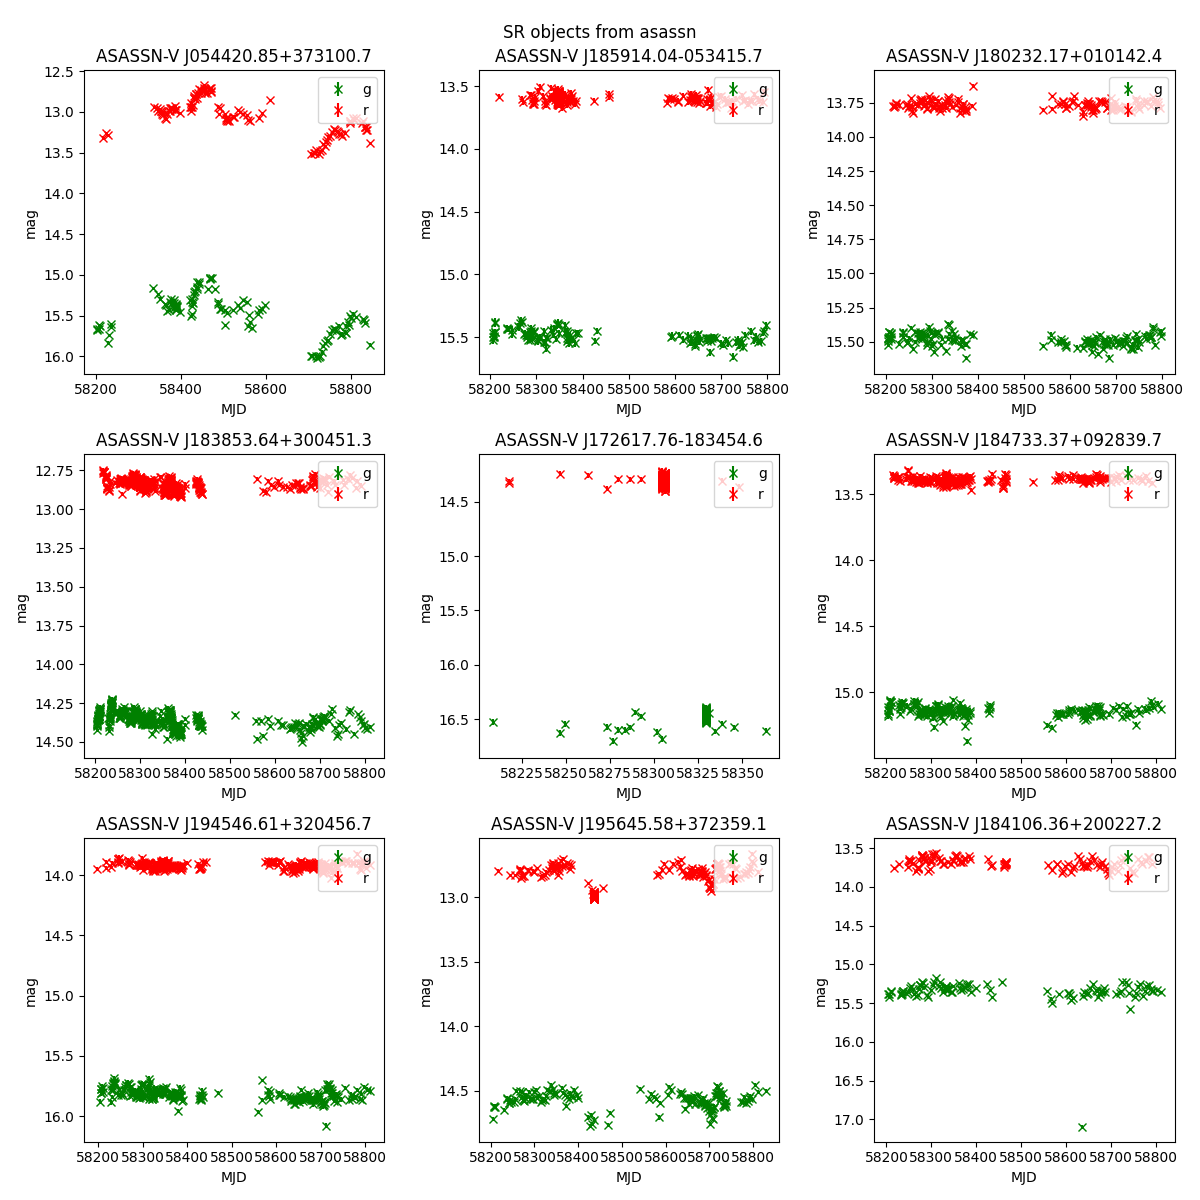 SR objects from asassn
ASASSN-V J054420.85+373100.7
12.5
13.0
13.5
14.0
14.5
15.0
15.5
16.0
mag
58200 58400 58600 58800
MJD
g
r
ASASSN-V J185914.04-053415.7
13.5
14.0
14.5
15.0
15.5
mag
58200 58300 58400 58500 58600 58700 58800
MJD
g
r
ASASSN-V J180232.17+010142.4
13.75
14.00
14.25
14.50
14.75
15.00
15.25
15.50
mag
58200 58300 58400 58500 58600 58700 58800
MJD
g
r
ASASSN-V J183853.64+300451.3
12.75
13.00
13.25
13.50
13.75
14.00
14.25
14.50
mag
58200 58300 58400 58500 58600 58700 58800
MJD
g
r
ASASSN-V J172617.76-183454.6
14.5
15.0
15.5
16.0
16.5
mag
58225 58250 58275 58300 58325 58350
MJD
g
r
ASASSN-V J184733.37+092839.7
13.5
14.0
14.5
15.0
mag
58200 58300 58400 58500 58600 58700 58800
MJD
g
r
ASASSN-V J194546.61+320456.7
14.0
14.5
15.0
15.5
16.0
mag
58200 58300 58400 58500 58600 58700 58800
MJD
g
r
ASASSN-V J195645.58+372359.1
13.0
13.5
14.0
14.5
mag
58200 58300 58400 58500 58600 58700 58800
MJD
g
r
ASASSN-V J184106.36+200227.2
13.5
14.0
14.5
15.0
15.5
16.0
16.5
17.0
mag
58200 58300 58400 58500 58600 58700 58800
MJD
g
r